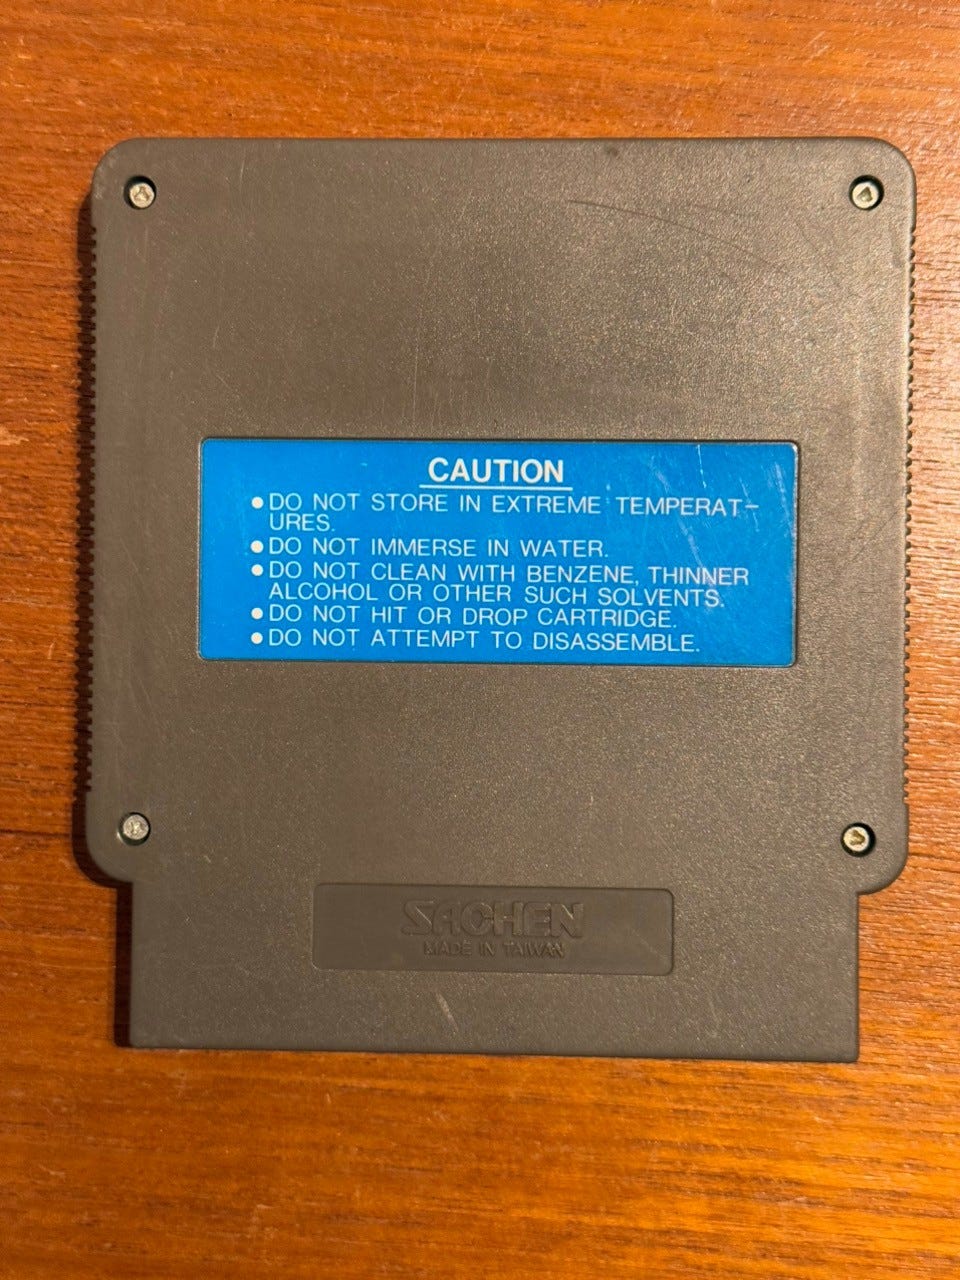 CAUTION
● DO NOT STORE IN EXTREME TEMPERAT-
URES.
● DO NOT IMMERSE IN WATER.
● DO NOT CLEAN WITH BENZENE, THINNER
ALCOHOL OR OTHER SUCH SOLVENTS.
● DO NOT HIT OR DROP CARTRIDGE.
● DO NOT ATTEMPT TO DISASSEMBLE.
SACHEN
MADE IN TAIWAN